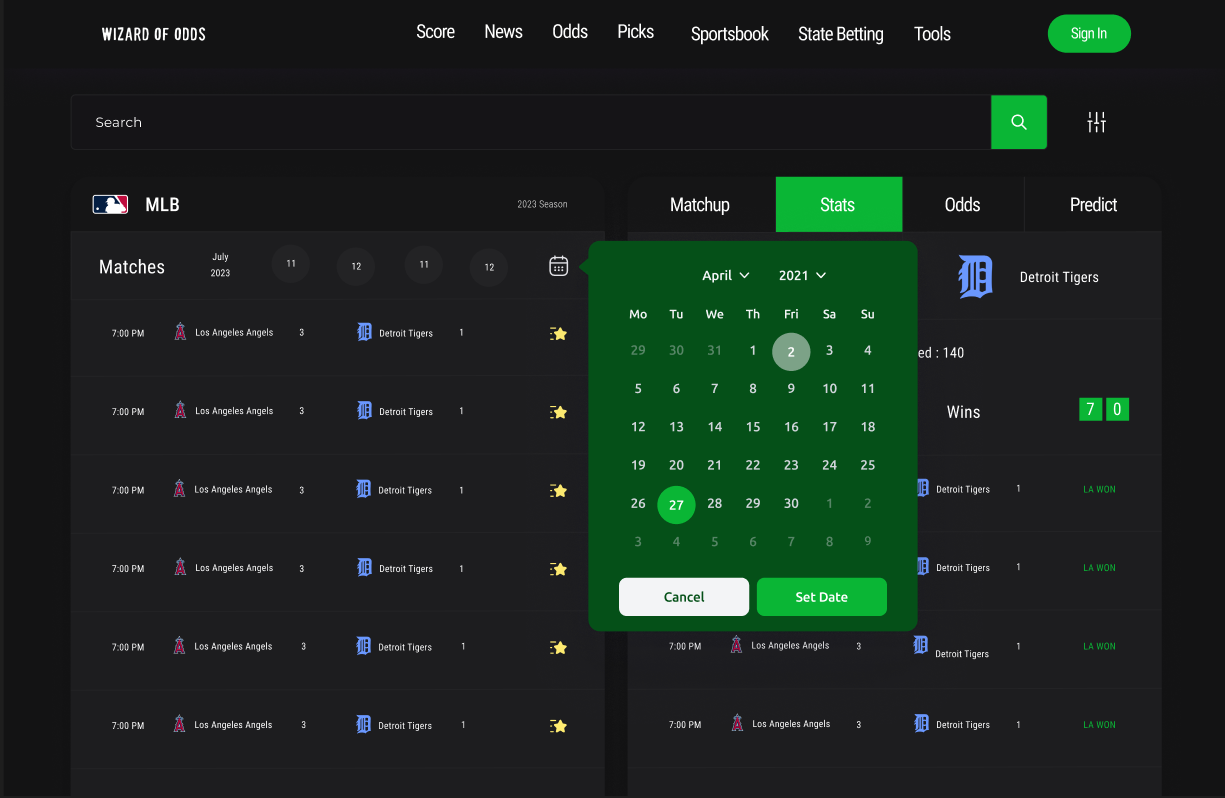 WIZARD OF ODDS
Score News Odds Picks Sportsbook State Betting Tools
Sign In
Search
MLB
2023 Season
Matches
July
2023
11 12 11 12
7:00 PM Los Angeles Angels 3 Detroit Tigers 1
7:00 PM Los Angeles Angels 3 Detroit Tigers 1
7:00 PM Los Angeles Angels 3 Detroit Tigers 1
7:00 PM Los Angeles Angels 3 Detroit Tigers 1
7:00 PM Los Angeles Angels 3 Detroit Tigers 1
7:00 PM Los Angeles Angels 3 Detroit Tigers 1
Matchup Stats Odds Predict
April 2021
Mo Tu We Th Fri Sa Su
29 30 31 1 2 3 4
5 6 7 8 9 10 11
12 13 14 15 16 17 18
19 20 21 22 23 24 25
26 27 28 29 30 1 2
3 4 5 6 7 8 9
Cancel Set Date
Detroit Tigers
ed : 140
Wins 7 0
Detroit Tigers 1 LA WON
Detroit Tigers 1 LA WON
7:00 PM Los Angeles Angels 3 Detroit Tigers 1 LA WON
7:00 PM Los Angeles Angels 3 Detroit Tigers 1 LA WON